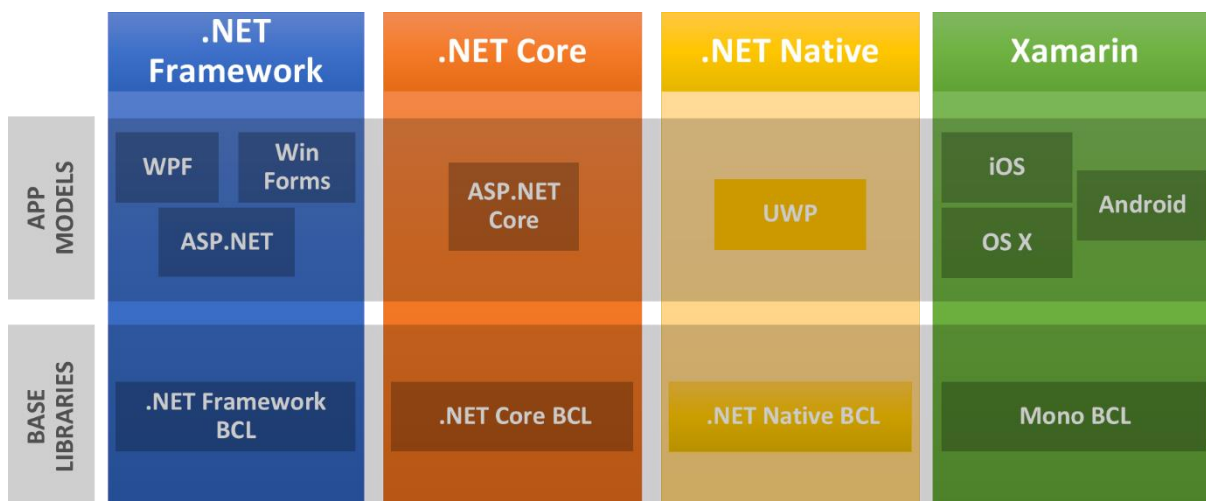 .NET
Framework
.NET Core
.NET Native
Xamarin
APP
MODELS
WPF
Win
Forms
ASP.NET
ASP.NET
Core
UWP
iOS
Android
OS X
BASE
LIBRARIES
.NET Framework
BCL
.NET Core BCL
.NET Native BCL
Mono BCL